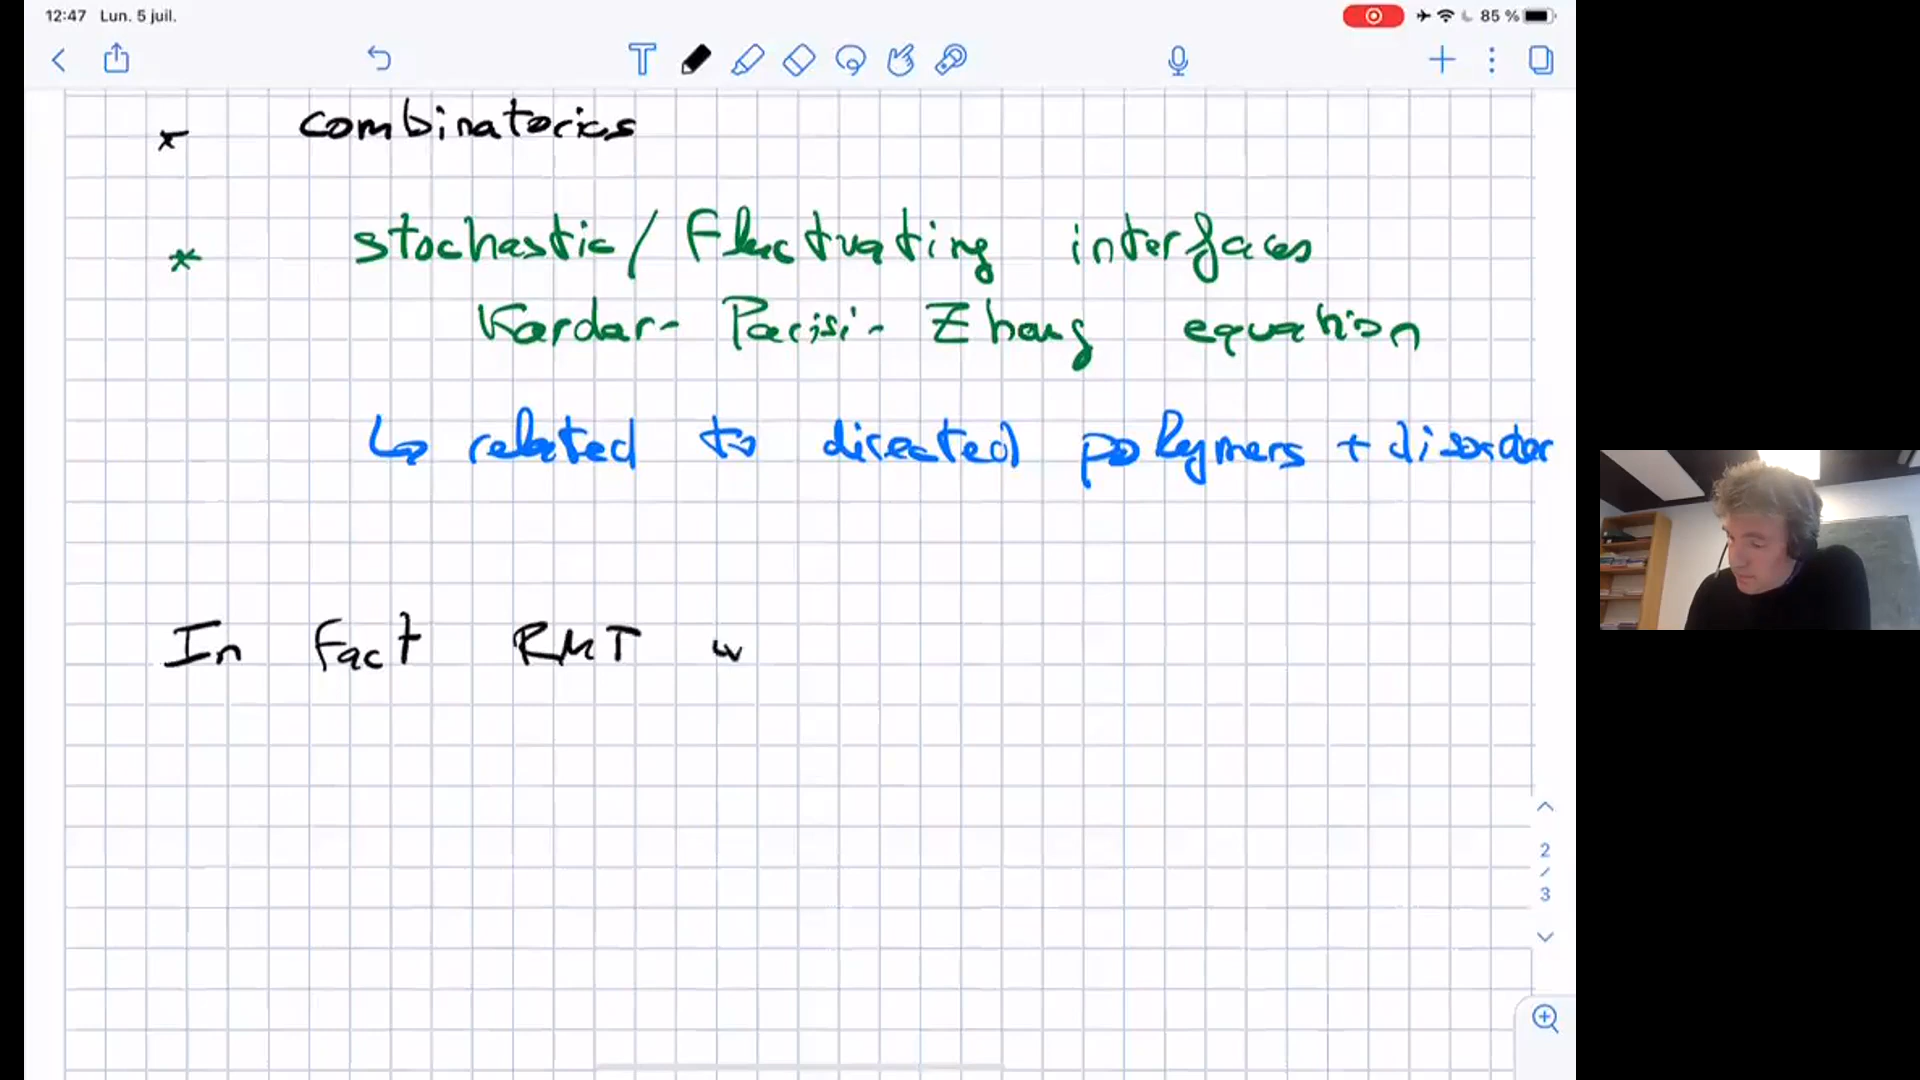 12:47 Lun. 5 juil. 85 %
* combinatorics
* stochastic / Fluctuating interfaces
Kardar- Parisi- Zhang equation
↳ related to directed polymers + disorder
In Fact RMT w
2
/
3